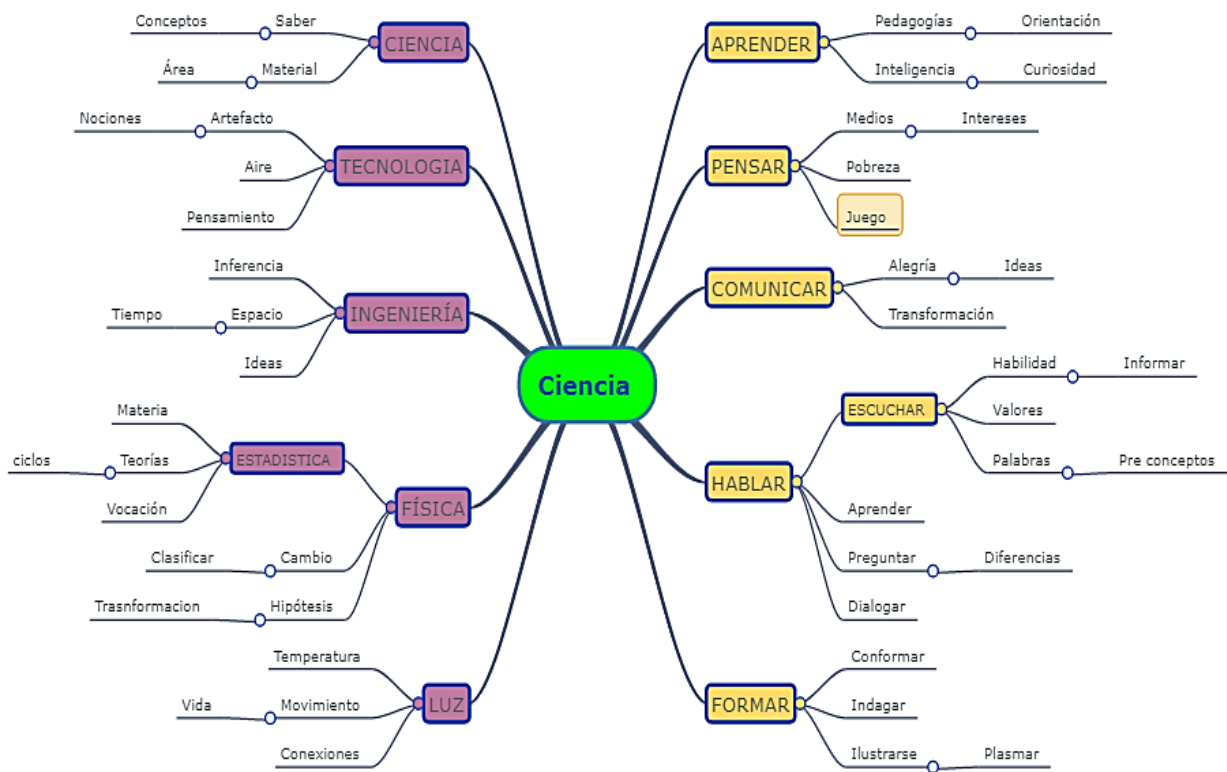 Ciencia
CIENCIA
Saber
Conceptos
Material
Área
TECNOLOGIA
Artefacto
Nociones
Aire
Pensamiento
INGENIERÍA
Inferencia
Espacio
Tiempo
Ideas
FÍSICA
ESTADISTICA
Materia
Teorías
ciclos
Vocación
Cambio
Clasificar
Hipótesis
Trasnformacion
LUZ
Temperatura
Movimiento
Vida
Conexiones
APRENDER
Pedagogías
Orientación
Inteligencia
Curiosidad
PENSAR
Medios
Intereses
Pobreza
Juego
COMUNICAR
Alegría
Ideas
Transformación
HABLAR
ESCUCHAR
Habilidad
Informar
Valores
Palabras
Pre conceptos
Aprender
Preguntar
Diferencias
Dialogar
FORMAR
Conformar
Indagar
Ilustrarse
Plasmar